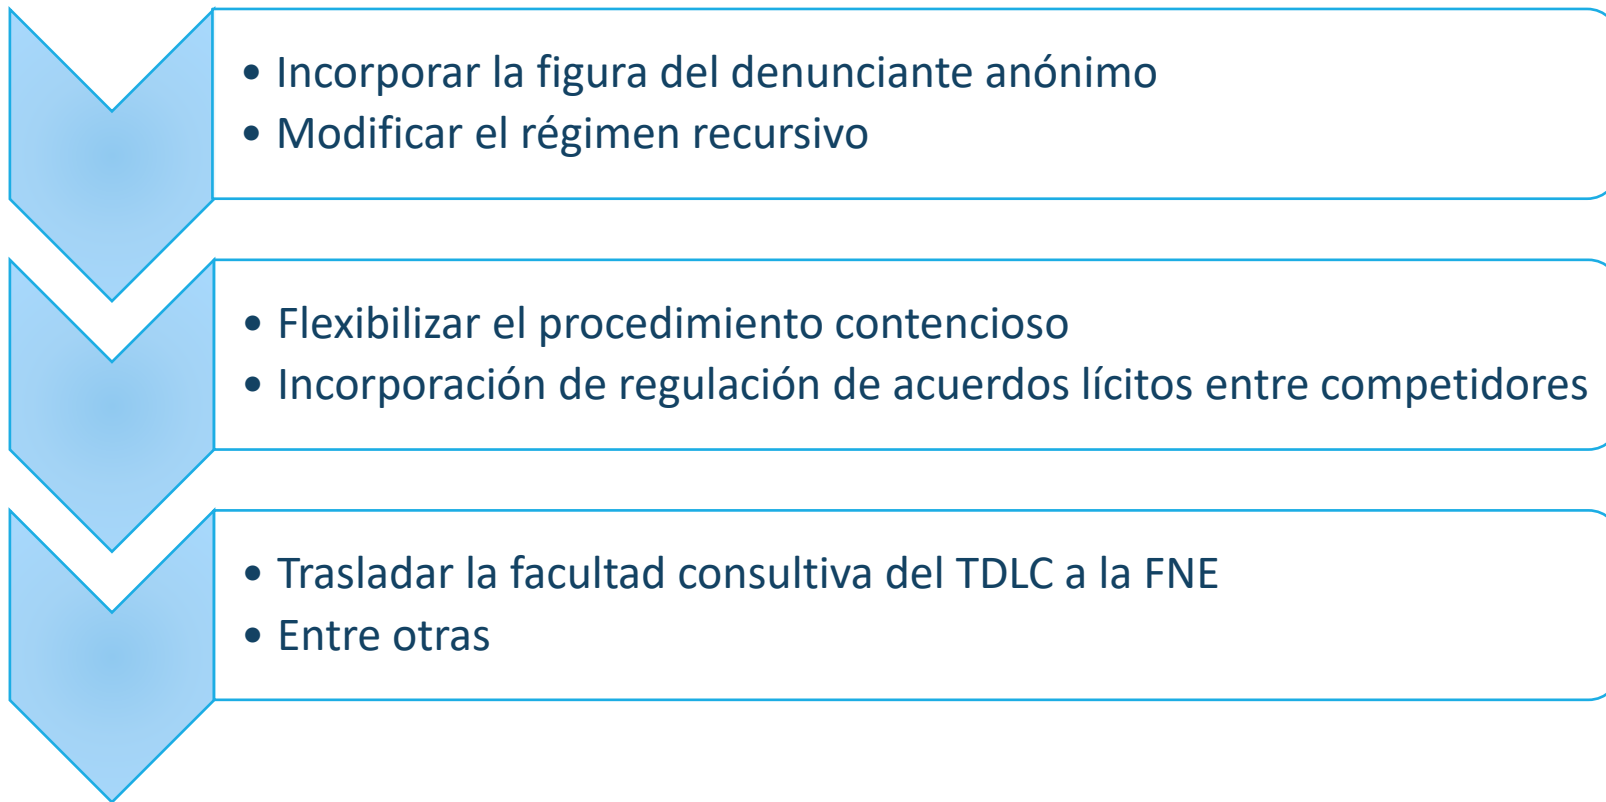 • Incorporar la figura del denunciante anónimo
• Modificar el régimen recursivo
• Flexibilizar el procedimiento contencioso
• Incorporación de regulación de acuerdos lícitos entre competidores
• Trasladar la facultad consultiva del TDLC a la FNE
• Entre otras